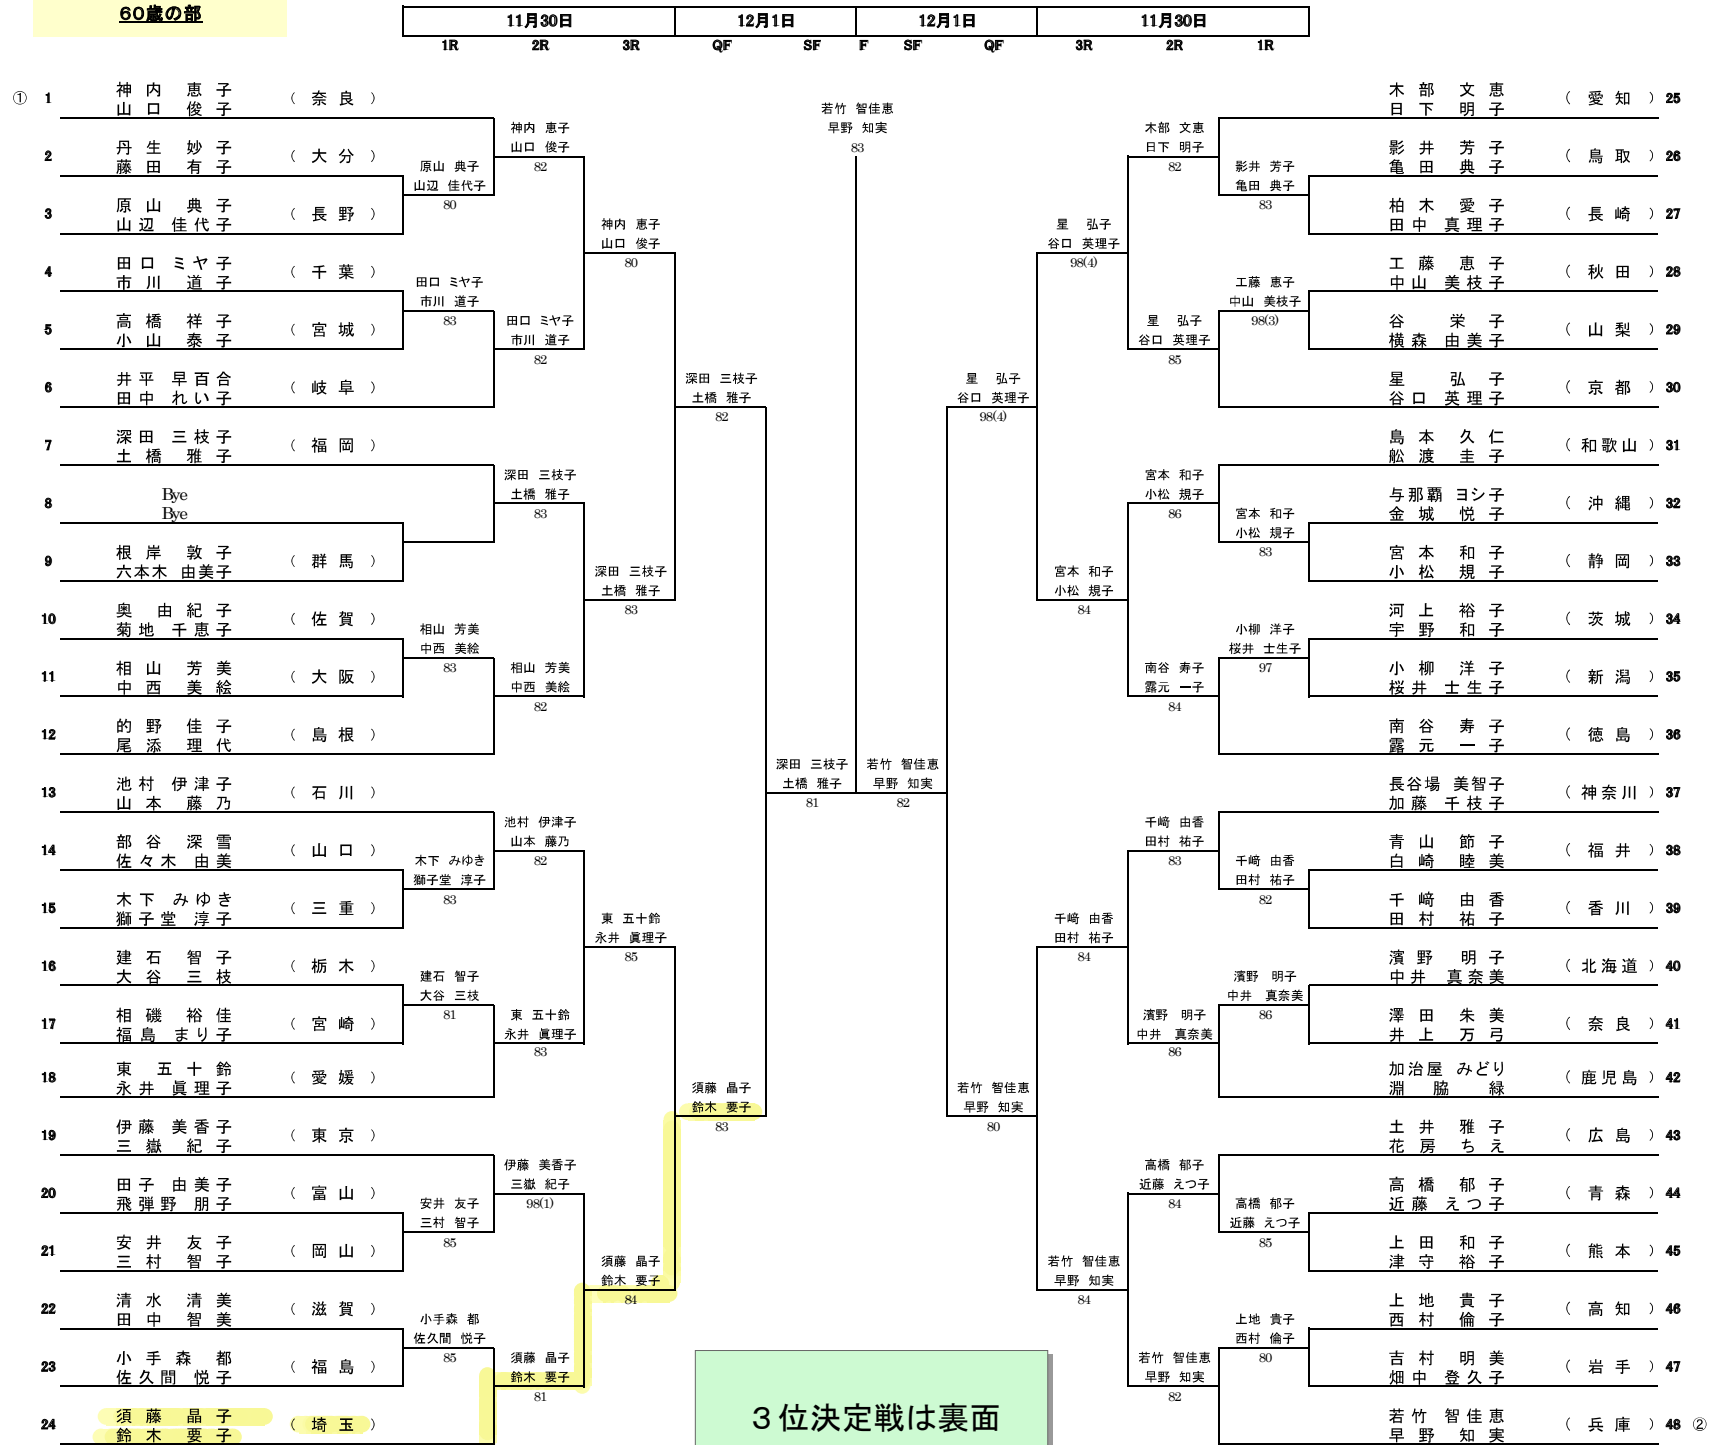 60歳の部
11月30日 12月1日 12月1日 11月30日
1R 2R 3R QF SF F SF QF 3R 2R 1R
① 1 神内 恵子 山口 俊子 （奈良）
2 丹生 妙子 藤田 有子 （大分）
3 原山 典子 山辺 佳代子 （長野）
4 田口 ミヤ子 市川 道子 （千葉）
5 高橋 祥子 小山 泰子 （宮城）
6 井平 早百合 田中 れい子 （岐阜）
7 深田 三枝子 土橋 雅子 （福岡）
8 Bye Bye
9 根岸 敦子 六本木 由美子 （群馬）
10 奥 由紀子 菊地 千恵子 （佐賀）
11 相山 芳美 中西 美絵 （大阪）
12 的野 佳子 尾添 理代 （島根）
13 池村 伊津子 山本 藤乃 （石川）
14 部谷 深雪 佐々木 由美 （山口）
15 木下 みゆき 獅子堂 淳子 （三重）
16 建石 智子 大谷 三枝 （栃木）
17 相磯 裕佳 福島 まり子 （宮崎）
18 東 五十鈴 永井 眞理子 （愛媛）
19 伊藤 美香子 三嶽 紀子 （東京）
20 田子 由美子 飛弾野 朋子 （富山）
21 安井 友子 三村 智子 （岡山）
22 清水 清美 田中 智美 （滋賀）
23 小手森 都 佐久間 悦子 （福島）
24 須藤 晶子 鈴木 要子 （埼玉）
原山 典子
山辺 佳代子
80
田口 ミヤ子
市川 道子
83
相山 芳美
中西 美絵
83
木下 みゆき
獅子堂 淳子
83
建石 智子
大谷 三枝
81
安井 友子
三村 智子
85
小手森 都
佐久間 悦子
85
神内 恵子
山口 俊子
82
田口 ミヤ子
市川 道子
82
深田 三枝子
土橋 雅子
83
相山 芳美
中西 美絵
82
池村 伊津子
山本 藤乃
82
東 五十鈴
永井 眞理子
83
伊藤 美香子
三嶽 紀子
98(1)
須藤 晶子
鈴木 要子
81
神内 恵子
山口 俊子
80
深田 三枝子
土橋 雅子
83
東 五十鈴
永井 眞理子
85
須藤 晶子
鈴木 要子
84
深田 三枝子
土橋 雅子
82
須藤 晶子
鈴木 要子
83
深田 三枝子
土橋 雅子
81
若竹 智佳恵
早野 知実
83
若竹 智佳恵
早野 知実
82
星 弘子
谷口 英理子
98(4)
若竹 智佳恵
早野 知実
80
星 弘子
谷口 英理子
98(4)
宮本 和子
小松 規子
84
千﨑 由香
田村 祐子
84
若竹 智佳恵
早野 知実
84
木部 文恵
日下 明子
82
星 弘子
谷口 英理子
85
宮本 和子
小松 規子
86
南谷 寿子
露元 一子
84
千﨑 由香
田村 祐子
83
濱野 明子
中井 真奈美
86
高橋 郁子
近藤 えつ子
84
若竹 智佳恵
早野 知実
82
影井 芳子
亀田 典子
83
工藤 恵子
中山 美枝子
98(3)
宮本 和子
小松 規子
83
小柳 洋子
桜井 士生子
97
千﨑 由香
田村 祐子
82
濱野 明子
中井 真奈美
86
高橋 郁子
近藤 えつ子
85
上地 貴子
西村 倫子
80
木部 文恵 日下 明子 （愛知） 25
影井 芳子 亀田 典子 （鳥取） 26
柏木 愛子 田中 真理子 （長崎） 27
工藤 恵子 中山 美枝子 （秋田） 28
谷 栄子 横森 由美子 （山梨） 29
星 弘子 谷口 英理子 （京都） 30
島本 久仁 舩渡 圭子 （和歌山） 31
与那覇 ヨシ子 金城 悦子 （沖縄） 32
宮本 和子 小松 規子 （静岡） 33
河上 裕子 宇野 和子 （茨城） 34
小柳 洋子 桜井 士生子 （新潟） 35
南谷 寿子 露元 一子 （徳島） 36
長谷場 美智子 加藤 千枝子 （神奈川） 37
青山 節子 白崎 睦美 （福井） 38
千﨑 由香 田村 祐子 （香川） 39
濱野 明子 中井 真奈美 （北海道） 40
澤田 朱美 井上 万弓 （奈良） 41
加治屋 みどり 淵脇 緑 （鹿児島） 42
土井 雅子 花房 ちえ （広島） 43
高橋 郁子 近藤 えつ子 （青森） 44
上田 和子 津守 裕子 （熊本） 45
上地 貴子 西村 倫子 （高知） 46
吉村 明美 畑中 登久子 （岩手） 47
若竹 智佳恵 早野 知実 （兵庫） 48 ②
３位決定戦は裏面